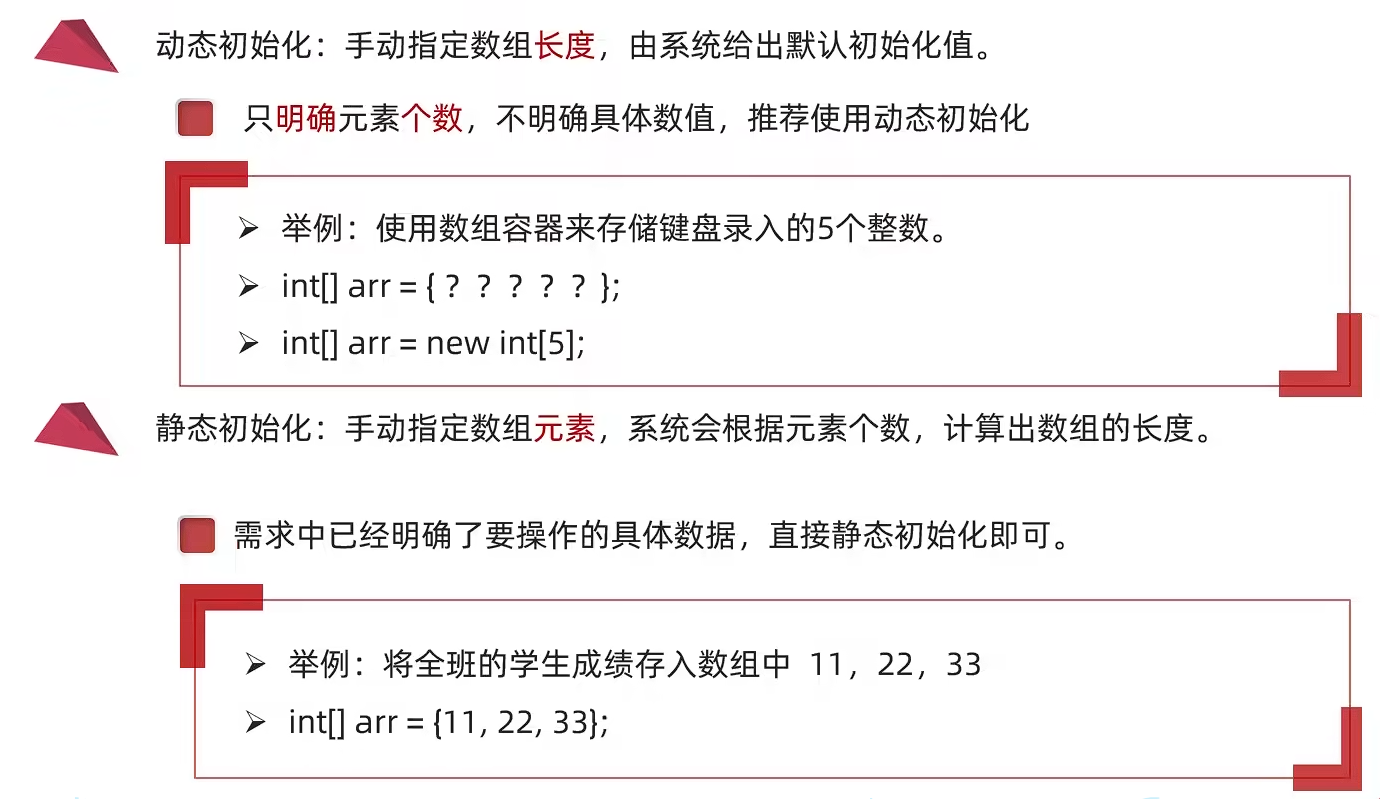 动态初始化：手动指定数组长度，由系统给出默认初始化值。
只明确元素个数，不明确具体数值，推荐使用动态初始化
举例：使用数组容器来存储键盘录入的5个整数。
int[] arr = { ？？？？？};
int[] arr = new int[5];
静态初始化：手动指定数组元素，系统会根据元素个数，计算出数组的长度。
需求中已经明确了要操作的具体数据，直接静态初始化即可。
举例：将全班的学生成绩存入数组中 11，22，33
int[] arr = {11, 22, 33};